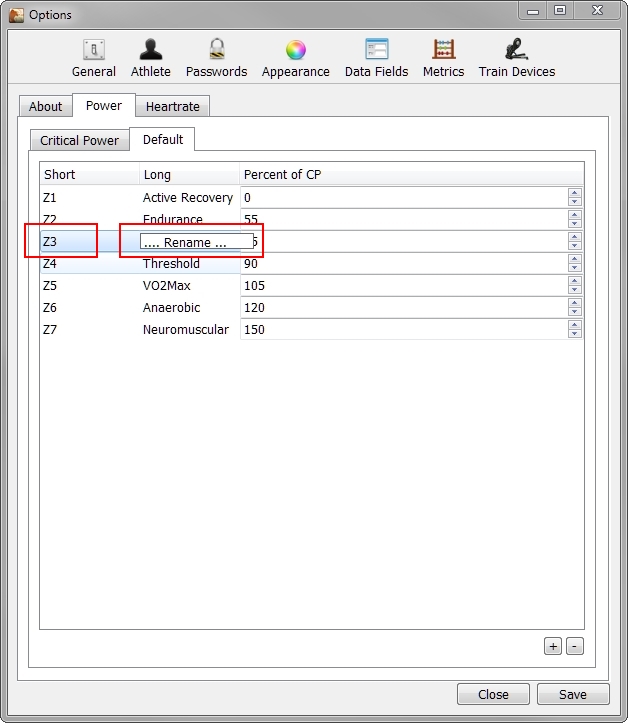 Options
General Athlete Passwords Appearance Data Fields Metrics Train Devices
About Power Heartrate
Critical Power Default
Short Long Percent of CP
Z1 Active Recovery 0
Z2 Endurance 55
Z3 .... Rename ... 5
Z4 Threshold 90
Z5 VO2Max 105
Z6 Anaerobic 120
Z7 Neuromuscular 150
+ -
Close Save